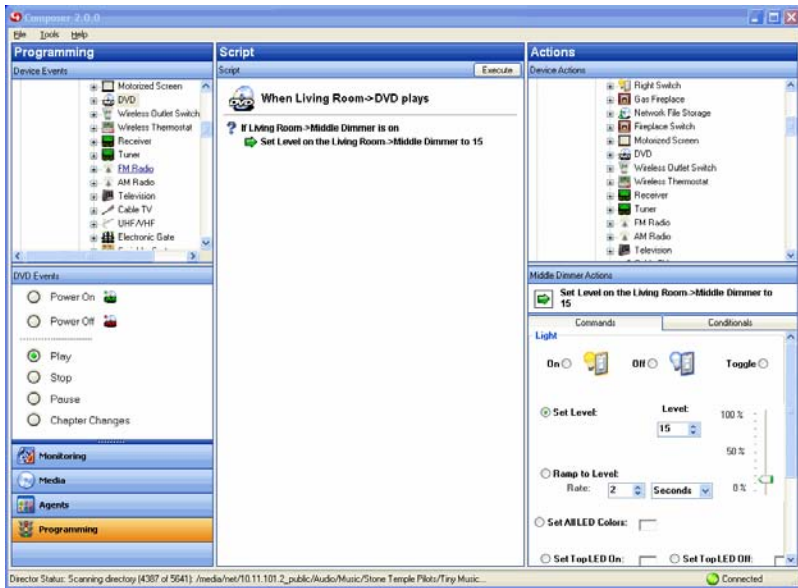 Composer 2.0.0
File Tools Help
Programming
Device Events
Motorized Screen
DVD
Wireless Outlet Switch
Wireless Thermostat
Receiver
Tuner
FM Radio
AM Radio
Television
Cable TV
UHF/VHF
Electronic Gate
DVD Events
Power On
Power Off
Play
Stop
Pause
Chapter Changes
Monitoring
Media
Agents
Programming
Script
Script Execute
When Living Room->DVD plays
If Living Room->Middle Dimmer is on
Set Level on the Living Room->Middle Dimmer to 15
Actions
Device Actions
Right Switch
Gas Fireplace
Network File Storage
Fireplace Switch
Motorized Screen
DVD
Wireless Outlet Switch
Wireless Thermostat
Receiver
Tuner
FM Radio
AM Radio
Television
Middle Dimmer Actions
Set Level on the Living Room->Middle Dimmer to
15
Commands Conditionals
Light
On Off Toggle
Set Level: Level: 100 %
15
50 %
Ramp to Level:
Rate: 2 Seconds 0 %
Set All LED Colors:
Set Top LED On: Set Top LED Off:
Director Status: Scanning directory (4387 of 5641): /media/net/10.11.101.2_public/Audio/Music/Stone Temple Pilots/Tiny Music... Connected